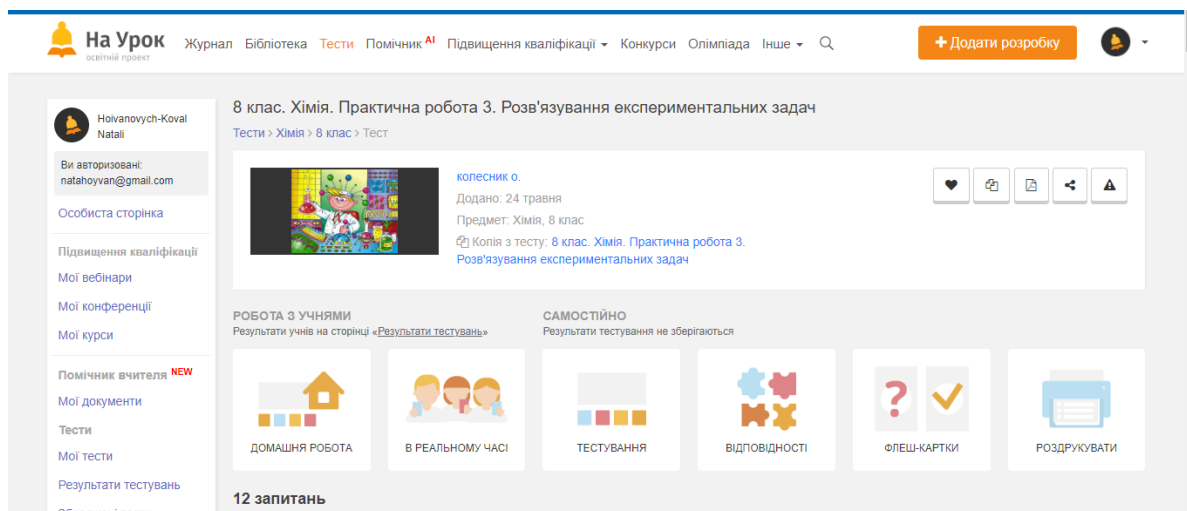 На Урок
освітній проект
Журнал Бібліотека Тести Помічник AI Підвищення кваліфікації Конкурси Олімпіада Інше
+ Додати розробку
Hoivanovych-Koval
Natali
Ви авторизовані:
natahoyvan@gmail.com
Особиста сторінка
Підвищення кваліфікації
Мої вебінари
Мої конференції
Мої курси
Помічник вчителя NEW
Мої документи
Тести
Мої тести
Результати тестувань
8 клас. Хімія. Практична робота 3. Розв'язування експериментальних задач
Тести > Хімія > 8 клас > Тест
колесник о.
Додано: 24 травня
Предмет: Хімія, 8 клас
Копія з тесту: 8 клас. Хімія. Практична робота 3.
Розв'язування експериментальних задач
РОБОТА З УЧНЯМИ
Результати учнів на сторінці «Результати тестувань»
САМОСТІЙНО
Результати тестування не зберігаються
ДОМАШНЯ РОБОТА
В РЕАЛЬНОМУ ЧАСІ
ТЕСТУВАННЯ
ВІДПОВІДНОСТІ
ФЛЕШ-КАРТКИ
РОЗДРУКУВАТИ
12 запитань